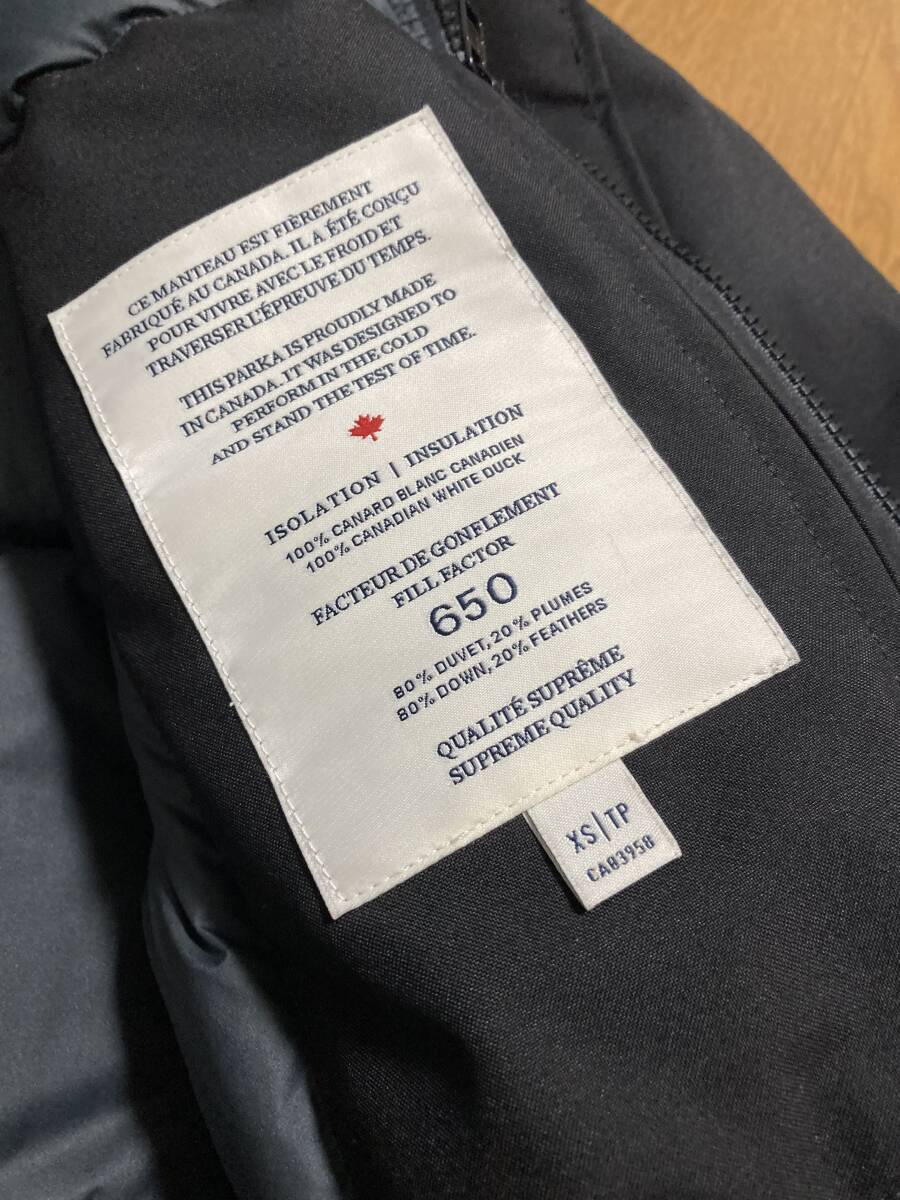 CE MANTEAU EST FIÈREMENT
FABRIQUÉ AU CANADA. IL A ÉTÉ CONÇU
POUR VIVRE AVEC LE FROID ET
TRAVERSER L'ÉPREUVE DU TEMPS.
THIS PARKA IS PROUDLY MADE
IN CANADA. IT WAS DESIGNED TO
PERFORM IN THE COLD
AND STAND THE TEST OF TIME.
ISOLATION | INSULATION
100% CANARD BLANC CANADIEN
100% CANADIAN WHITE DUCK
FACTEUR DE GONFLEMENT
FILL FACTOR
650
80% DUVET, 20% PLUMES
80% DOWN, 20% FEATHERS
QUALITÉ SUPRÊME
SUPREME QUALITY
XS|TP
CA83958